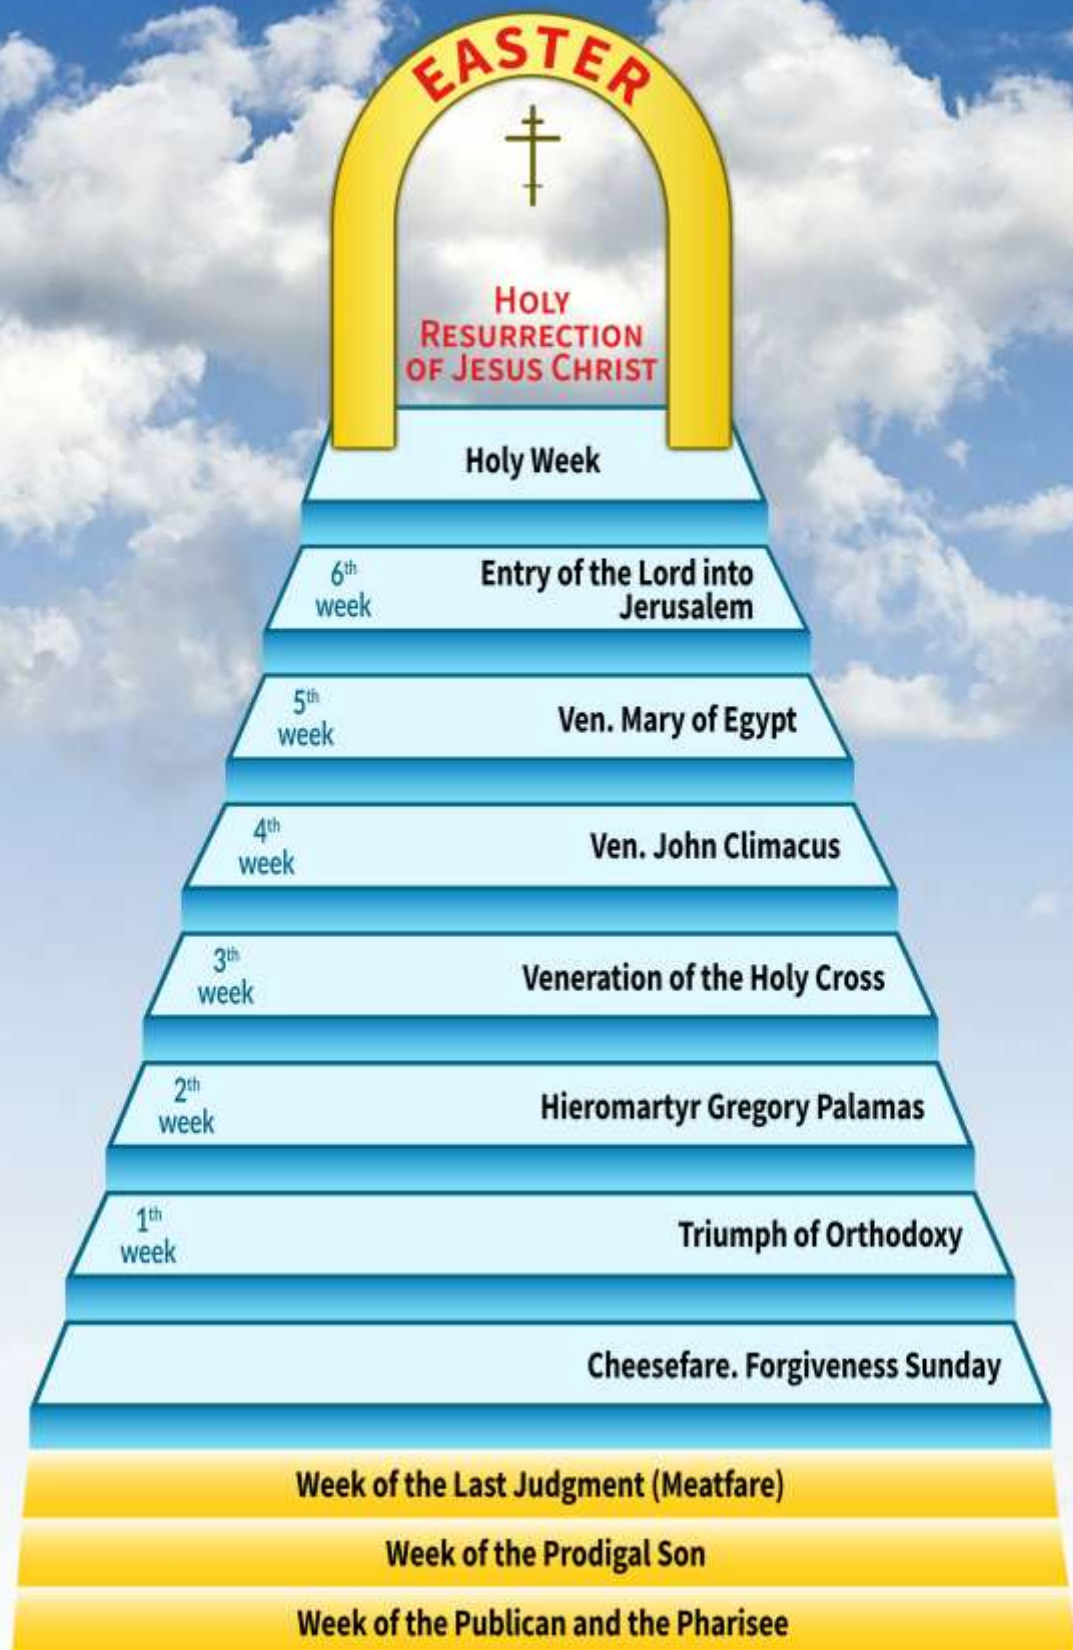 EASTER
HOLY
RESURRECTION
OF JESUS CHRIST
Holy Week
6th
week
Entry of the Lord into
Jerusalem
5th
week
Ven. Mary of Egypt
4th
week
Ven. John Climacus
3th
week
Veneration of the Holy Cross
2th
week
Hieromartyr Gregory Palamas
1th
week
Triumph of Orthodoxy
Cheesefare. Forgiveness Sunday
Week of the Last Judgment (Meatfare)
Week of the Prodigal Son
Week of the Publican and the Pharisee